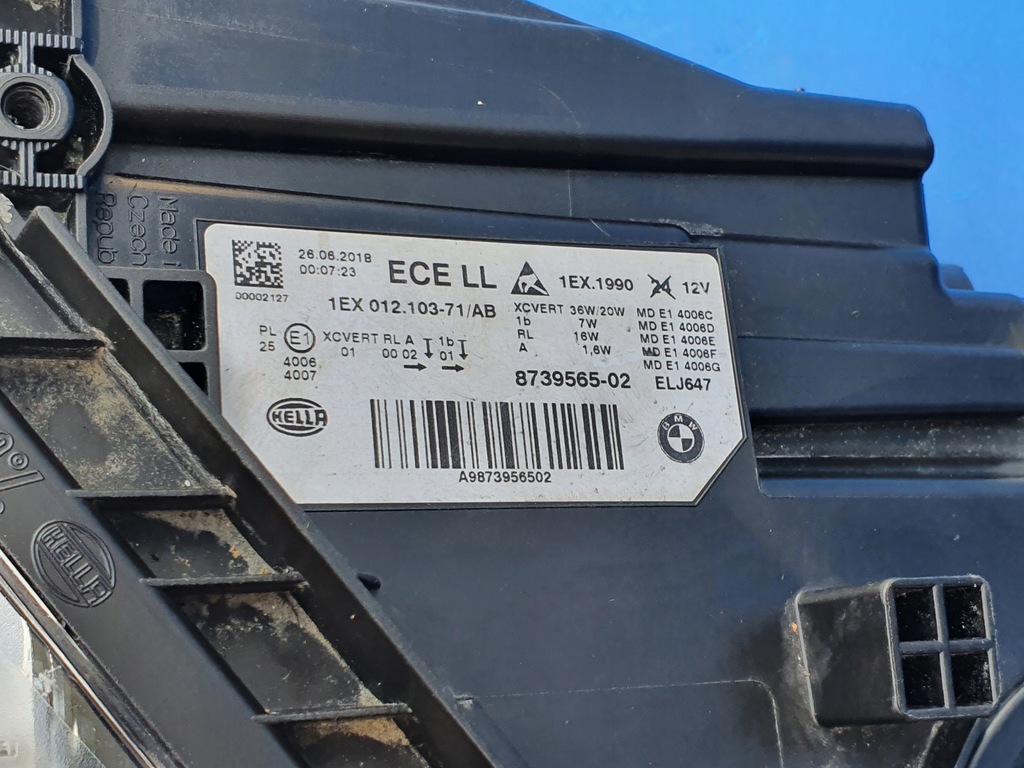 Made i
Czech
Repub
26.06.2018
00:07:23
ECE LL
1EX.1990
24 12V
00002127
1EX 012.103-71/AB
XCVERT 36W/20W
1b 7W
RL 16W
A 1,6W
MD E1 4006C
MD E1 4006D
MD E1 4006E
MD E1 4006F
MD E1 4006G
PL
25
E1
4006
4007
XCVERT RL A 1b
01 00 02 01
8739565-02
ELJ647
HELLA
BMW
A9873956502
HELLA